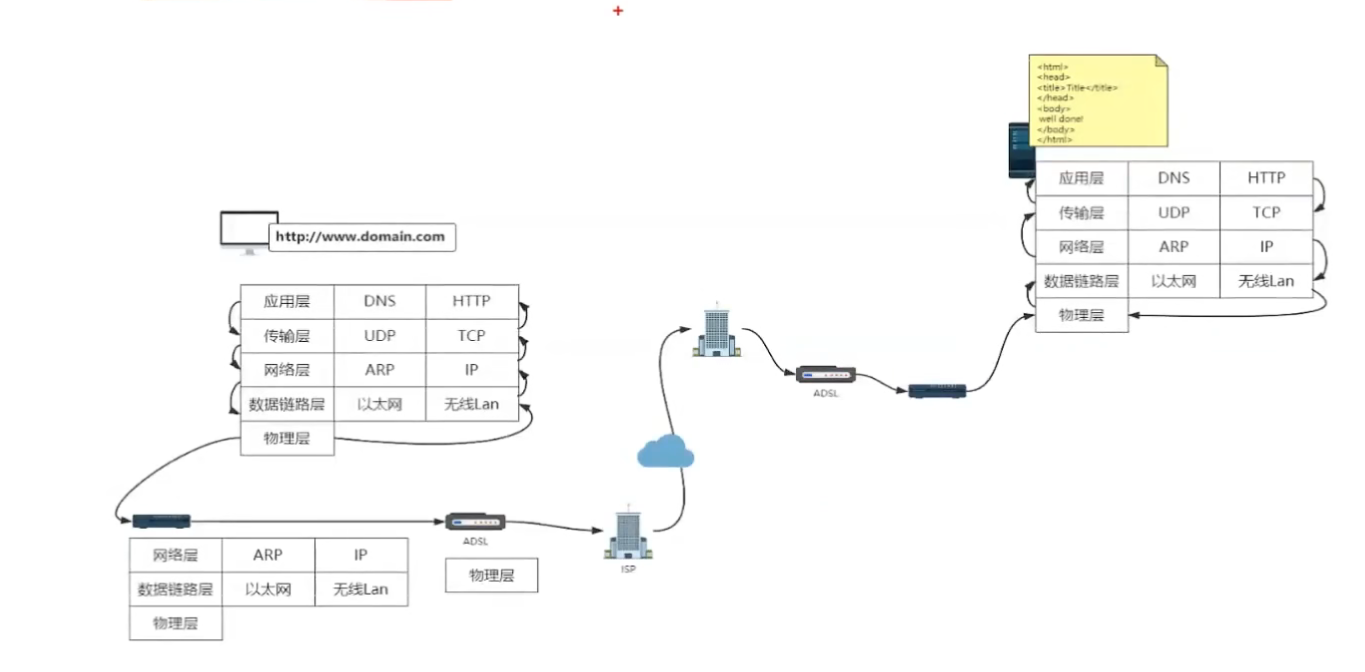 <html>
<head>
<title>Title</title>
</head>
<body>
well done!
</body>
</html>
应用层 DNS HTTP
传输层 UDP TCP
网络层 ARP IP
数据链路层 以太网 无线Lan
物理层
http://www.domain.com
应用层 DNS HTTP
传输层 UDP TCP
网络层 ARP IP
数据链路层 以太网 无线Lan
物理层
ADSL
ADSL
物理层
ISP
网络层 ARP IP
数据链路层 以太网 无线Lan
物理层